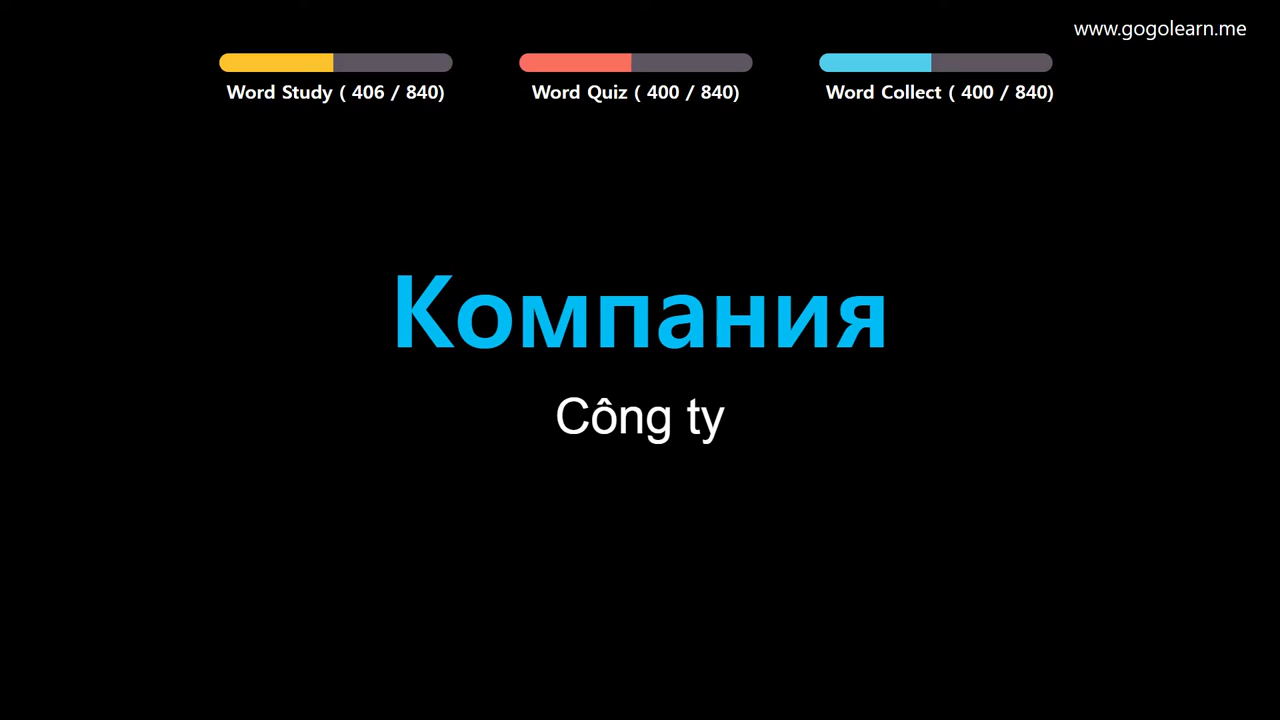 www.gogolearn.me
Word Study ( 406 / 840)
Word Quiz ( 400 / 840)
Word Collect ( 400 / 840)
Компания
Công ty